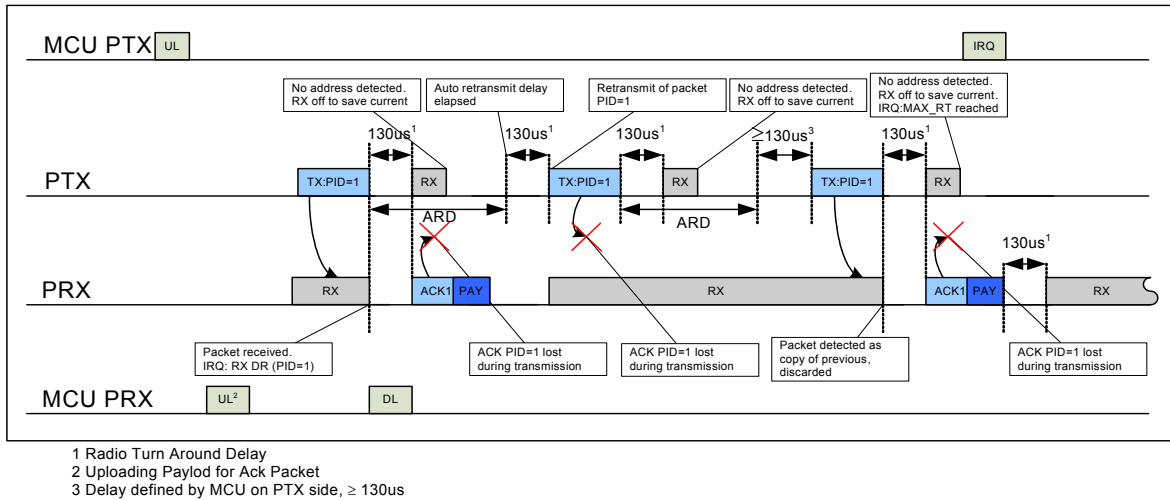 MCU PTX
UL
IRQ
No address detected.
RX off to save current
Auto retransmit delay
elapsed
Retransmit of packet
PID=1
No address detected.
RX off to save current
No address detected.
RX off to save current.
IRQ:MAX_RT reached
130us1
130us1
130us1
≥130us3
130us1
PTX
TX:PID=1
RX
TX:PID=1
RX
TX:PID=1
RX
ARD
ARD
130us1
PRX
RX
ACK1
PAY
RX
ACK1
PAY
RX
Packet received.
IRQ: RX DR (PID=1)
ACK PID=1 lost
during transmission
ACK PID=1 lost
during transmission
Packet detected as
copy of previous,
discarded
ACK PID=1 lost
during transmission
MCU PRX
UL2
DL
1 Radio Turn Around Delay
2 Uploading Paylod for Ack Packet
3 Delay defined by MCU on PTX side, ≥ 130us